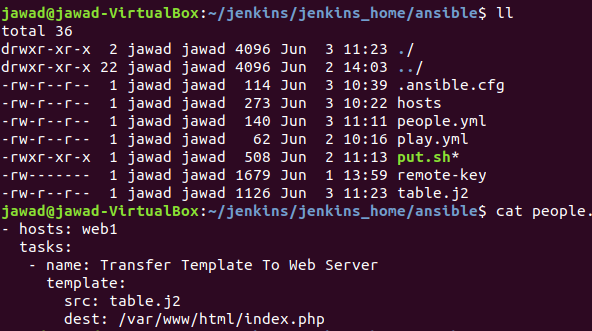 jawad@jawad-VirtualBox:~/jenkins/jenkins_home/ansible$ ll
total 36
drwxr-xr-x  2 jawad jawad 4096 Jun  3 11:23 ./
drwxr-xr-x 22 jawad jawad 4096 Jun  2 14:03 ../
-rw-r--r--  1 jawad jawad  114 Jun  3 10:39 .ansible.cfg
-rw-r--r--  1 jawad jawad  273 Jun  3 10:22 hosts
-rw-r--r--  1 jawad jawad  140 Jun  3 11:11 people.yml
-rw-r--r--  1 jawad jawad   62 Jun  2 10:16 play.yml
-rwxr-xr-x  1 jawad jawad  508 Jun  2 11:13 put.sh*
-rw-------  1 jawad jawad 1679 Jun  1 13:59 remote-key
-rw-r--r--  1 jawad jawad 1126 Jun  3 11:23 table.j2
jawad@jawad-VirtualBox:~/jenkins/jenkins_home/ansible$ cat people.
- hosts: web1
  tasks:
   - name: Transfer Template To Web Server
     template:
       src: table.j2
       dest: /var/www/html/index.php